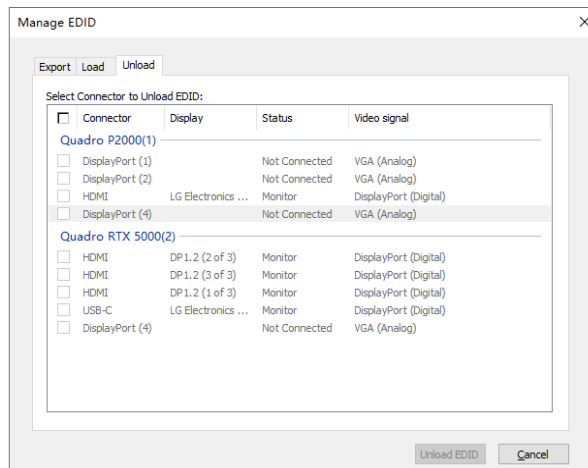 Manage EDID
Export Load Unload
Select Connector to Unload EDID:
Connector Display Status Video signal
Quadro P2000(1)
DisplayPort (1) Not Connected VGA (Analog)
DisplayPort (2) Not Connected VGA (Analog)
HDMI LG Electronics ... Monitor DisplayPort (Digital)
DisplayPort (4) Not Connected VGA (Analog)
Quadro RTX 5000(2)
HDMI DP1.2 (2 of 3) Monitor DisplayPort (Digital)
HDMI DP1.2 (3 of 3) Monitor DisplayPort (Digital)
HDMI DP1.2 (1 of 3) Monitor DisplayPort (Digital)
USB-C LG Electronics ... Monitor DisplayPort (Digital)
DisplayPort (4) Not Connected VGA (Analog)
Unload EDID Cancel